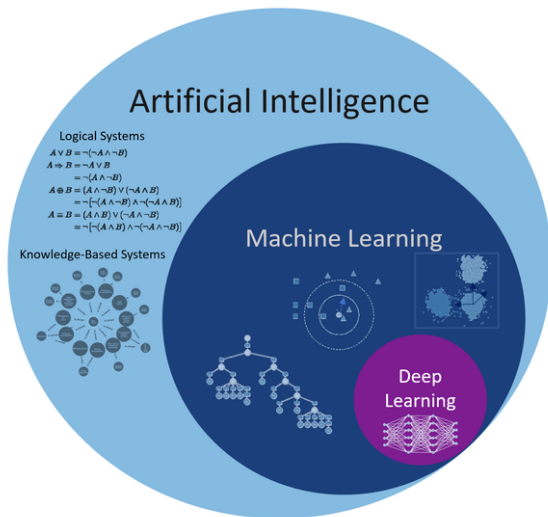 Artificial Intelligence
Logical Systems
A ∨ B = ¬(¬A ∧ ¬B)
A ⇒ B = ¬A ∨ B
= ¬(A ∧ ¬B)
A ⊕ B = (A ∧ ¬B) ∨ (¬A ∧ B)
= ¬[¬(A ∧ ¬B) ∧ ¬(¬A ∧ B)]
A ≡ B = (A ∧ B) ∨ (¬A ∧ ¬B)
= ¬[¬(A ∧ B) ∧ ¬(¬A ∧ ¬B)]
Knowledge-Based Systems
Machine Learning
Deep
Learning